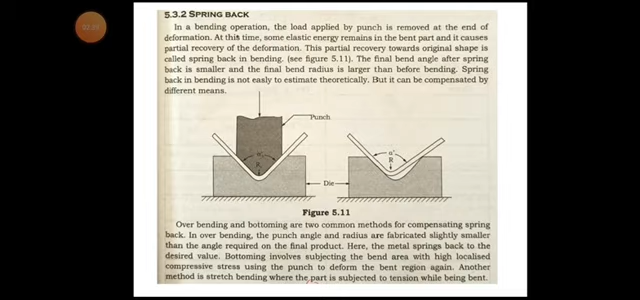 22:23
5.3.2 SPRING BACK
In a bending operation, the load applied by punch is removed at the end of
deformation. At this time, some elastic energy remains in the bent part and it causes
partial recovery of the deformation. This partial recovery towards original shape is
called spring back in bending. (see figure 5.11). The final bend angle after spring
back is smaller and the final bend radius is larger than before bending. Spring
back in bending is not easly to estimate theoretically. But it can be compensated by
different means.
Punch
R
α'
R
Die
Figure 5.11
Over bending and bottoming are two common methods for compensating spring
back. In over bending, the punch angle and radius are fabricated slightly smaller
than the angle required on the final product. Here, the metal springs back to the
desired value. Bottoming involves subjecting the bend area with high localised
compressive stress using the punch to deform the bent region again. Another
method is stretch bending where the part is subjected to tension while being bent.